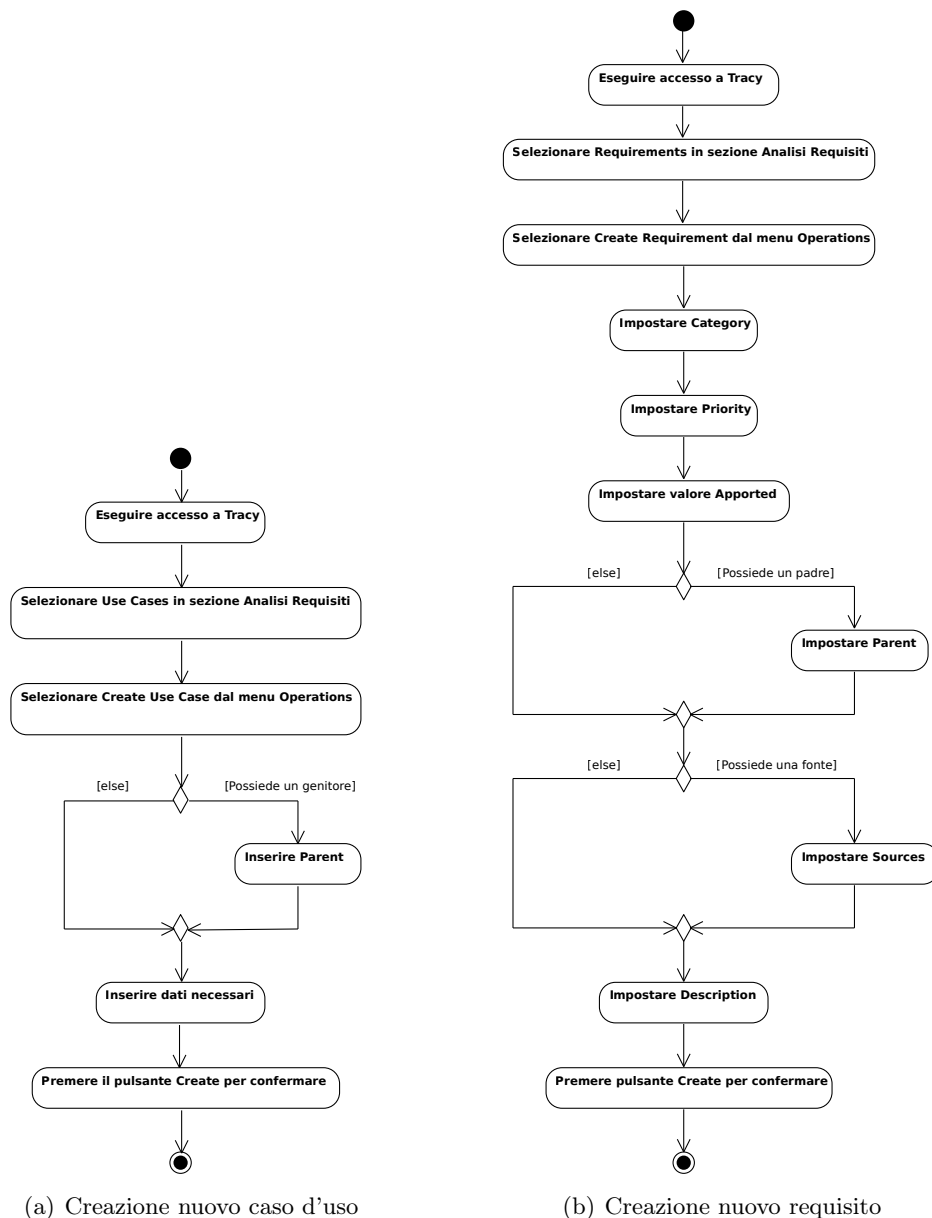 Eseguire accesso a Tracy
Selezionare Use Cases in sezione Analisi Requisiti
Selezionare Create Use Case dal menu Operations
[else]
[Possiede un genitore]
Inserire Parent
Inserire dati necessari
Premere il pulsante Create per confermare
(a) Creazione nuovo caso d'uso
Eseguire accesso a Tracy
Selezionare Requirements in sezione Analisi Requisiti
Selezionare Create Requirement dal menu Operations
Impostare Category
Impostare Priority
Impostare valore Apported
[else]
[Possiede un padre]
Impostare Parent
[else]
[Possiede una fonte]
Impostare Sources
Impostare Description
Premere pulsante Create per confermare
(b) Creazione nuovo requisito